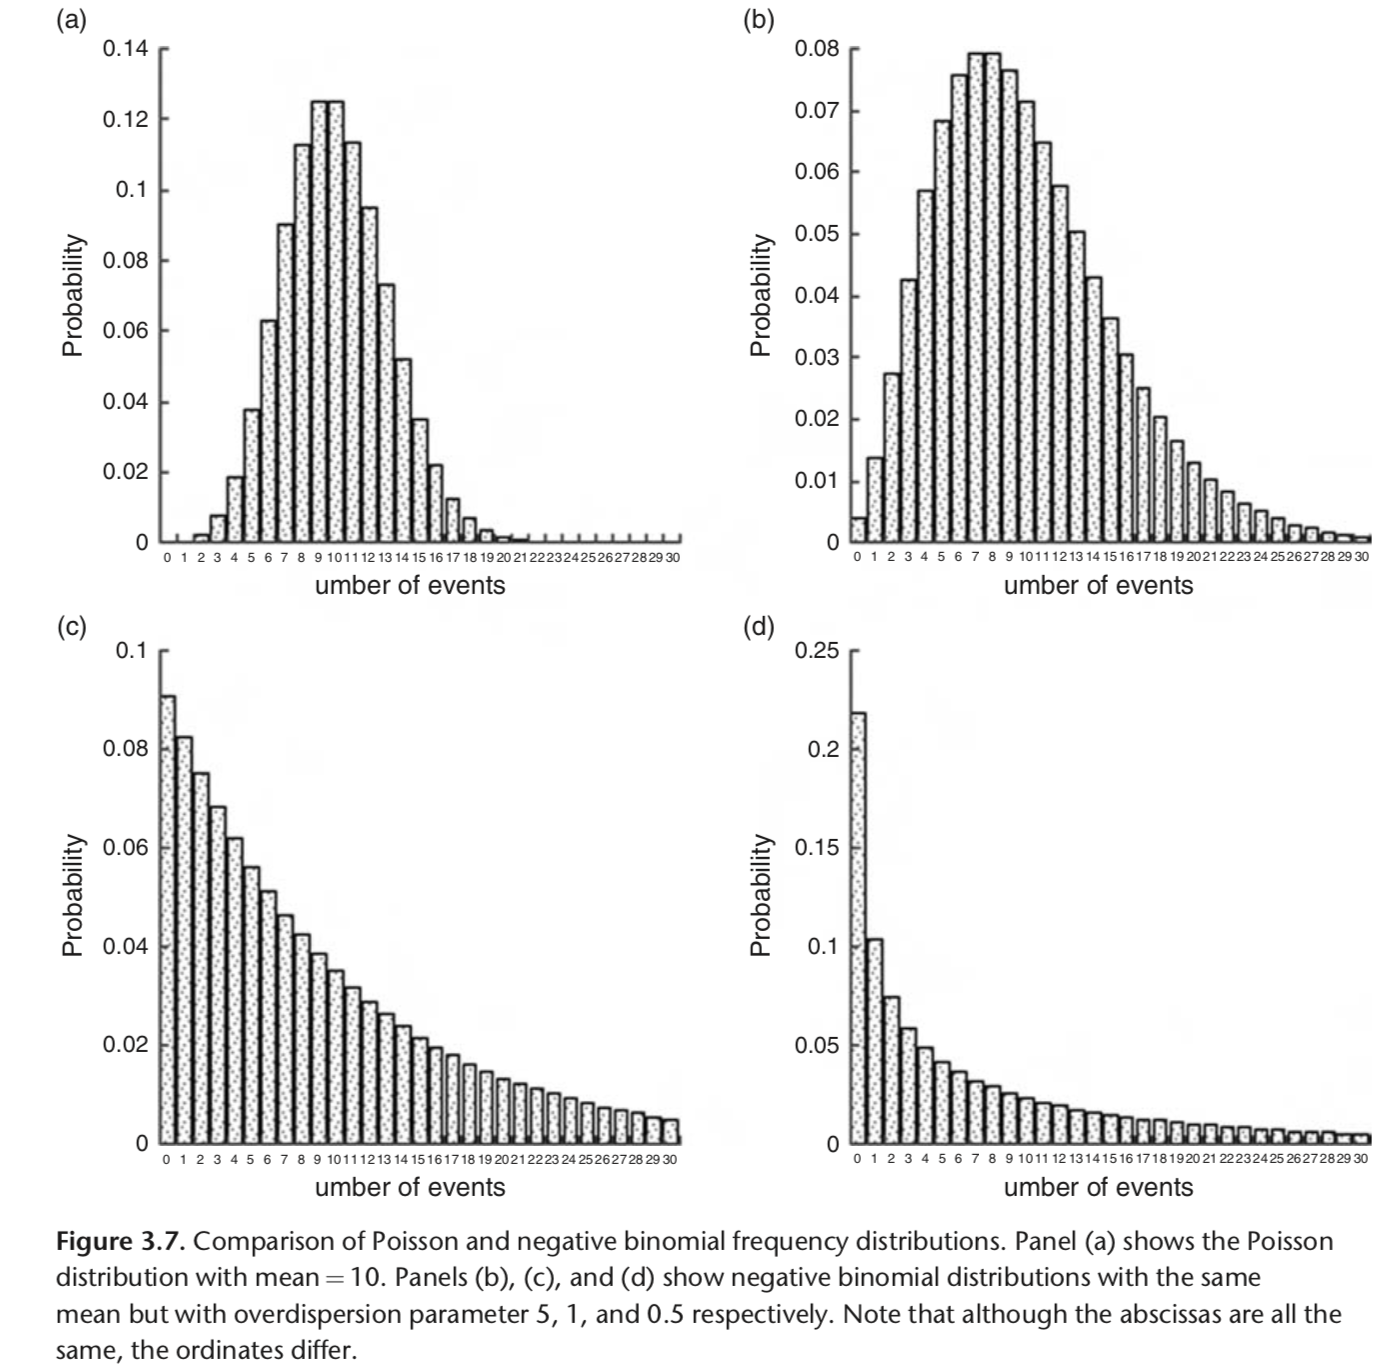 (a)
0.14
0.12
0.1
0.08
0.06
0.04
0.02
0
Probability
0 1 2 3 4 5 6 7 8 9 10 11 12 13 14 15 16 17 18 19 20 21 22 23 24 25 26 27 28 29 30
umber of events
(b)
0.08
0.07
0.06
0.05
0.04
0.03
0.02
0.01
0
Probability
0 1 2 3 4 5 6 7 8 9 10 11 12 13 14 15 16 17 18 19 20 21 22 23 24 25 26 27 28 29 30
umber of events
(c)
0.1
0.08
0.06
0.04
0.02
0
Probability
0 1 2 3 4 5 6 7 8 9 10 11 12 13 14 15 16 17 18 19 20 21 22 23 24 25 26 27 28 29 30
umber of events
(d)
0.25
0.2
0.15
0.1
0.05
0
Probability
0 1 2 3 4 5 6 7 8 9 10 11 12 13 14 15 16 17 18 19 20 21 22 23 24 25 26 27 28 29 30
umber of events
Figure 3.7. Comparison of Poisson and negative binomial frequency distributions. Panel (a) shows the Poisson
distribution with mean = 10. Panels (b), (c), and (d) show negative binomial distributions with the same
mean but with overdispersion parameter 5, 1, and 0.5 respectively. Note that although the abscissas are all the
same, the ordinates differ.